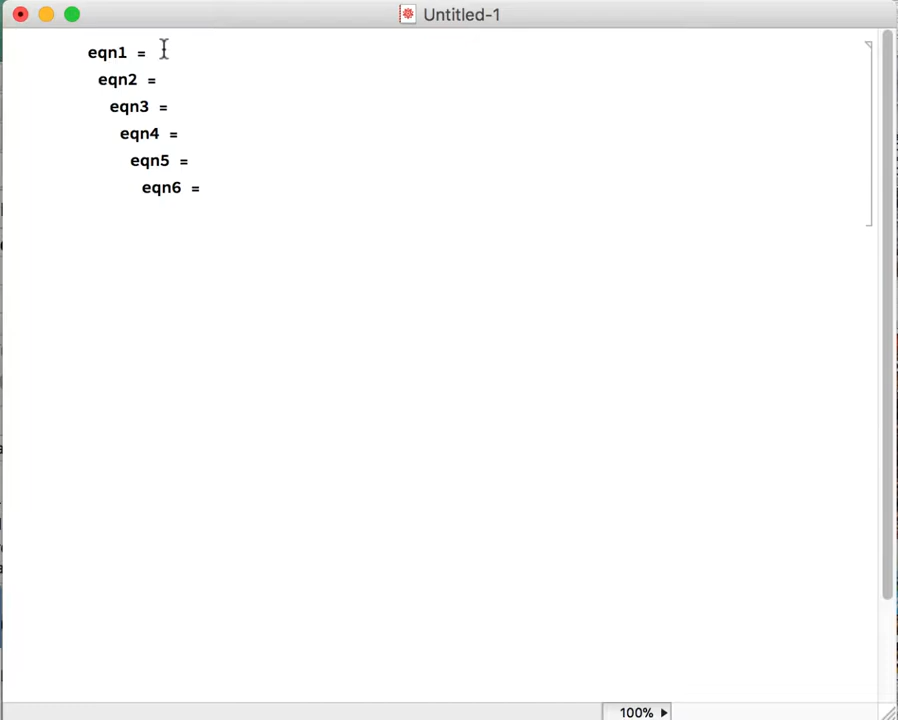 Untitled-1
eqn1 =
eqn2 =
eqn3 =
eqn4 =
eqn5 =
eqn6 =
100%